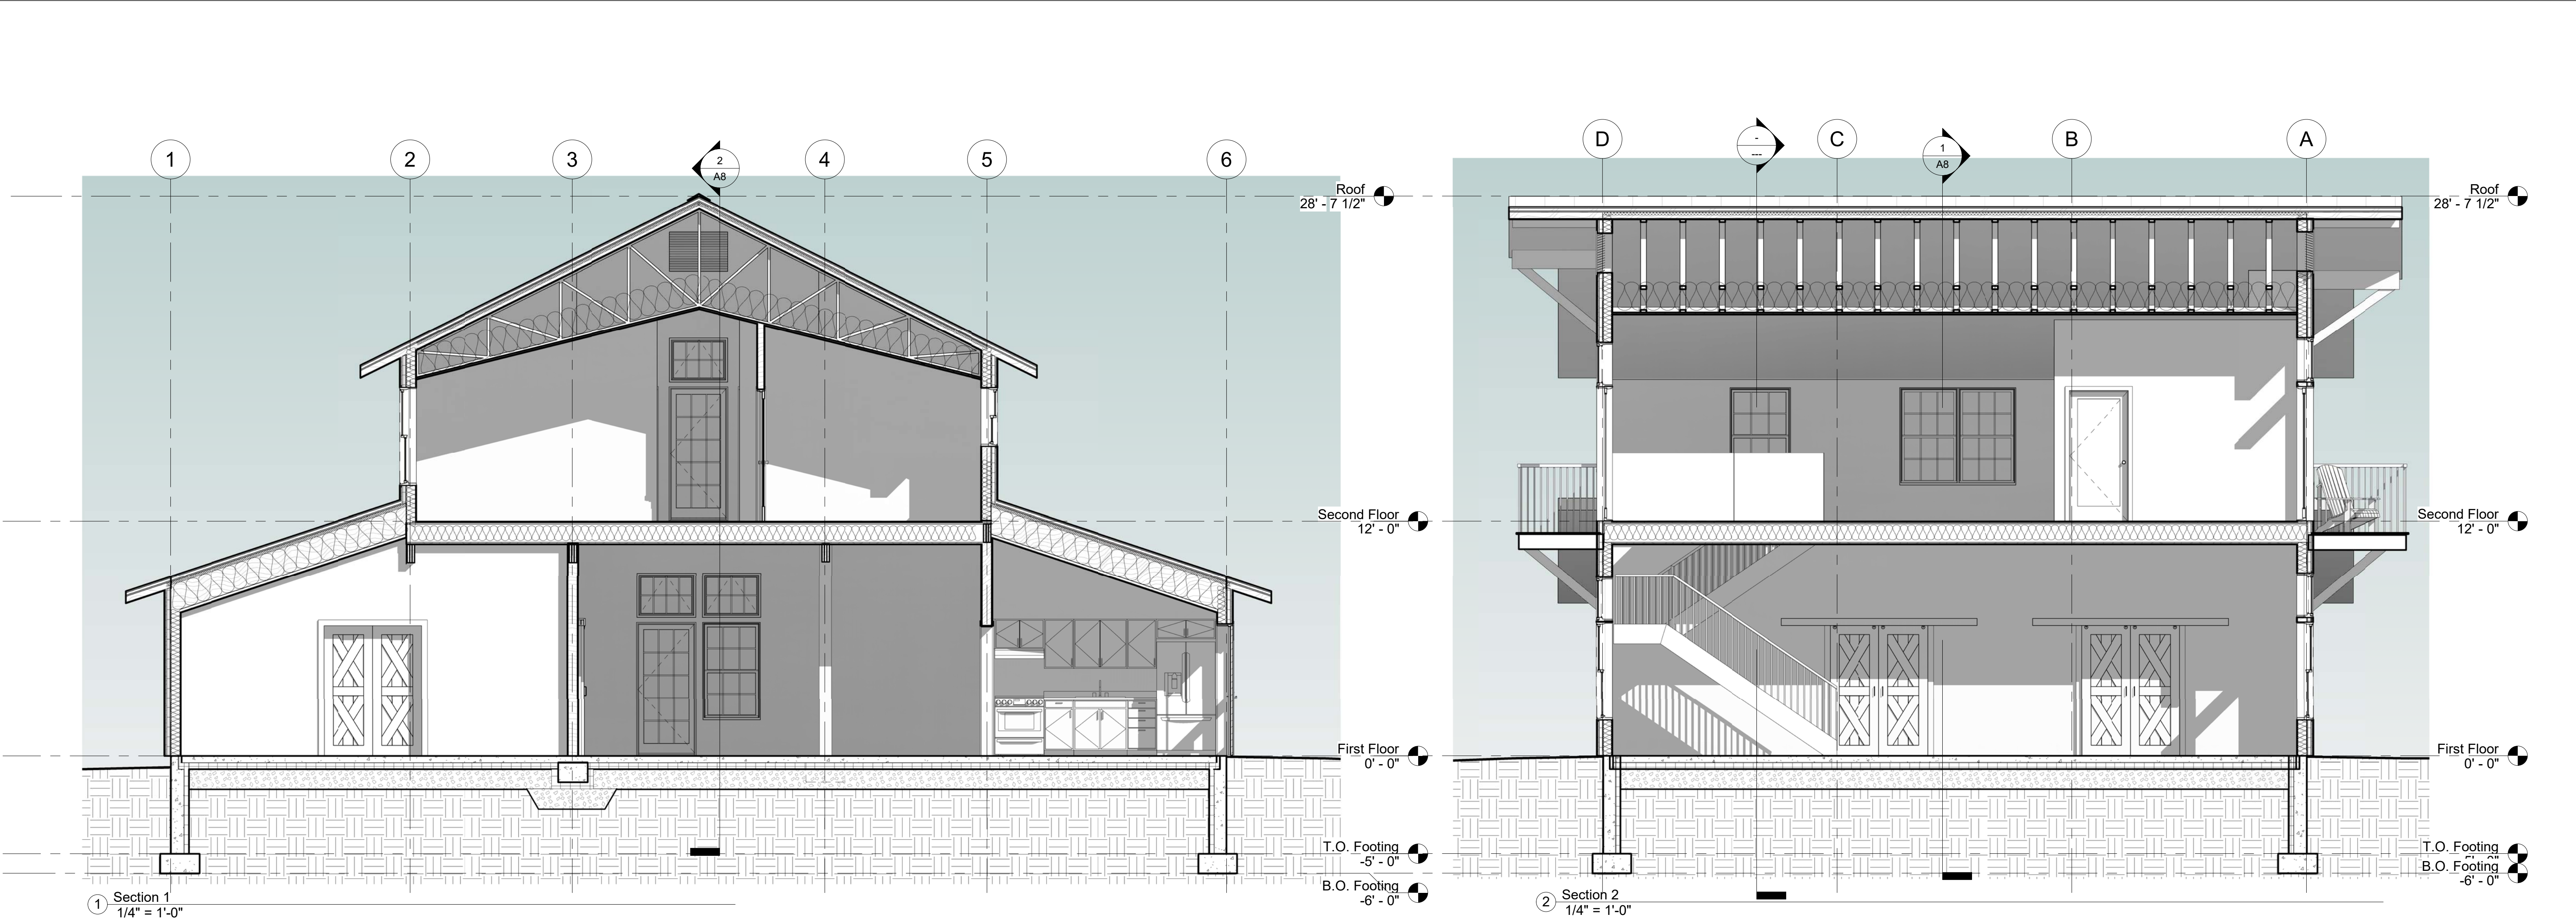 1
2
3
2
A8
4
5
6
Roof
28' - 7 1/2"
Second Floor
12' - 0"
First Floor
0' - 0"
T.O. Footing
-5' - 0"
B.O. Footing
-6' - 0"
1
Section 1
1/4" = 1'-0"
D
-
---
C
1
A8
B
A
Roof
28' - 7 1/2"
Second Floor
12' - 0"
First Floor
0' - 0"
T.O. Footing
B.O. Footing
-6' - 0"
2
Section 2
1/4" = 1'-0"